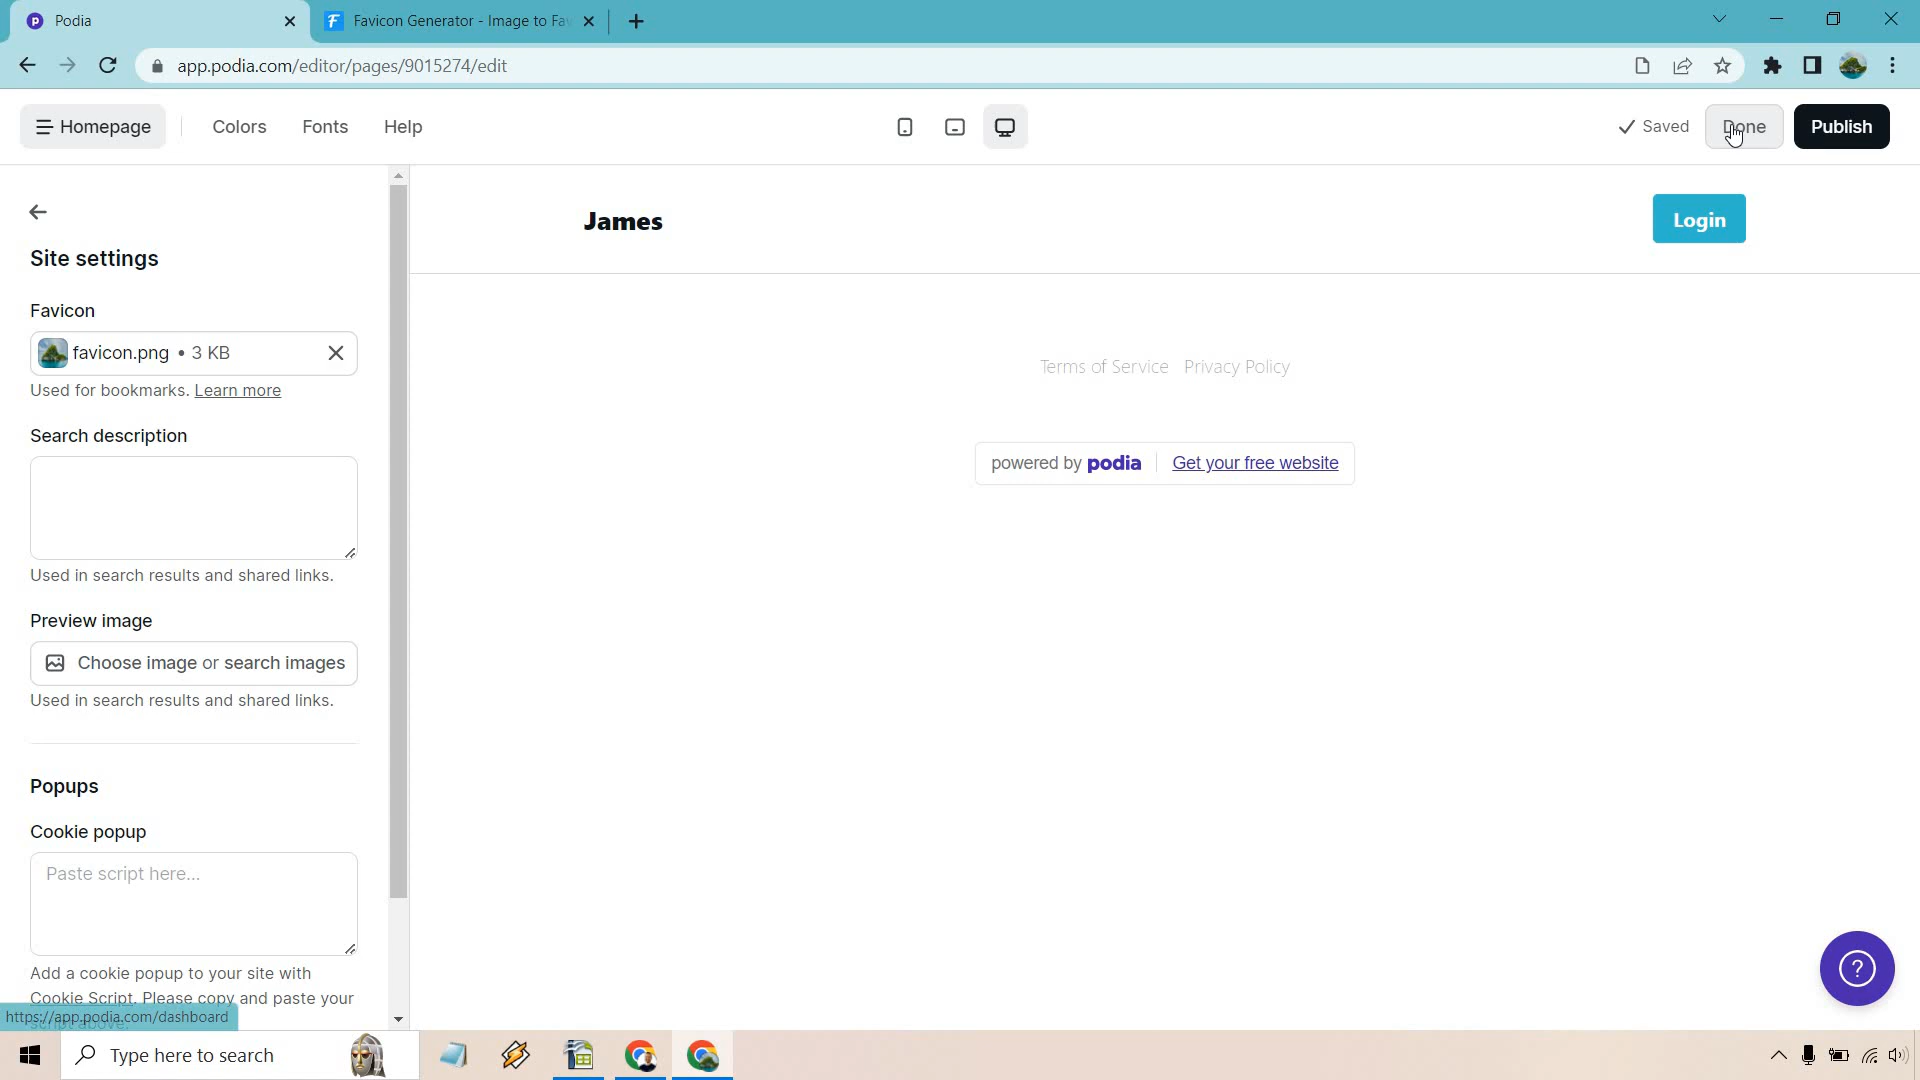 Podia
Favicon Generator - Image to Fav
app.podia.com/editor/pages/9015274/edit
Homepage
Colors
Fonts
Help
Saved
Done
Publish
Site settings
Favicon
favicon.png • 3 KB
Used for bookmarks. Learn more
Search description
Used in search results and shared links.
Preview image
Choose image or search images
Used in search results and shared links.
Popups
Cookie popup
Paste script here...
Add a cookie popup to your site with
Cookie Script. Please copy and paste your
script above.
https://app.podia.com/dashboard
James
Login
Terms of Service Privacy Policy
powered by podia
Get your free website
Type here to search